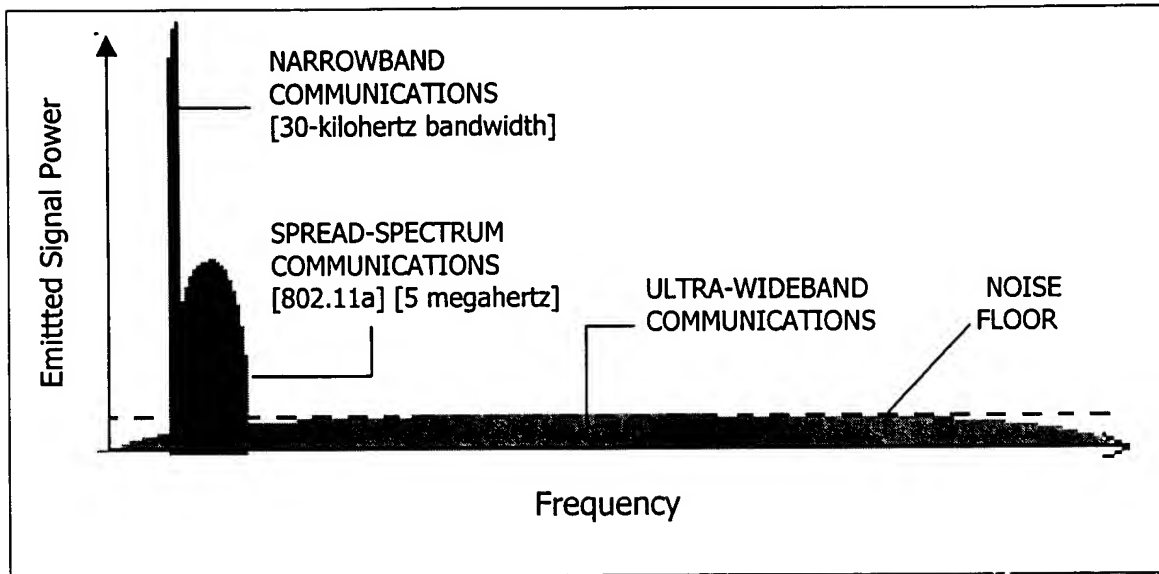 NARROWBAND
COMMUNICATIONS
[30-kilohertz bandwidth]
SPREAD-SPECTRUM
COMMUNICATIONS
[802.11a] [5 megahertz]
ULTRA-WIDEBAND
COMMUNICATIONS
NOISE
FLOOR
Emittted Signal Power
Frequency